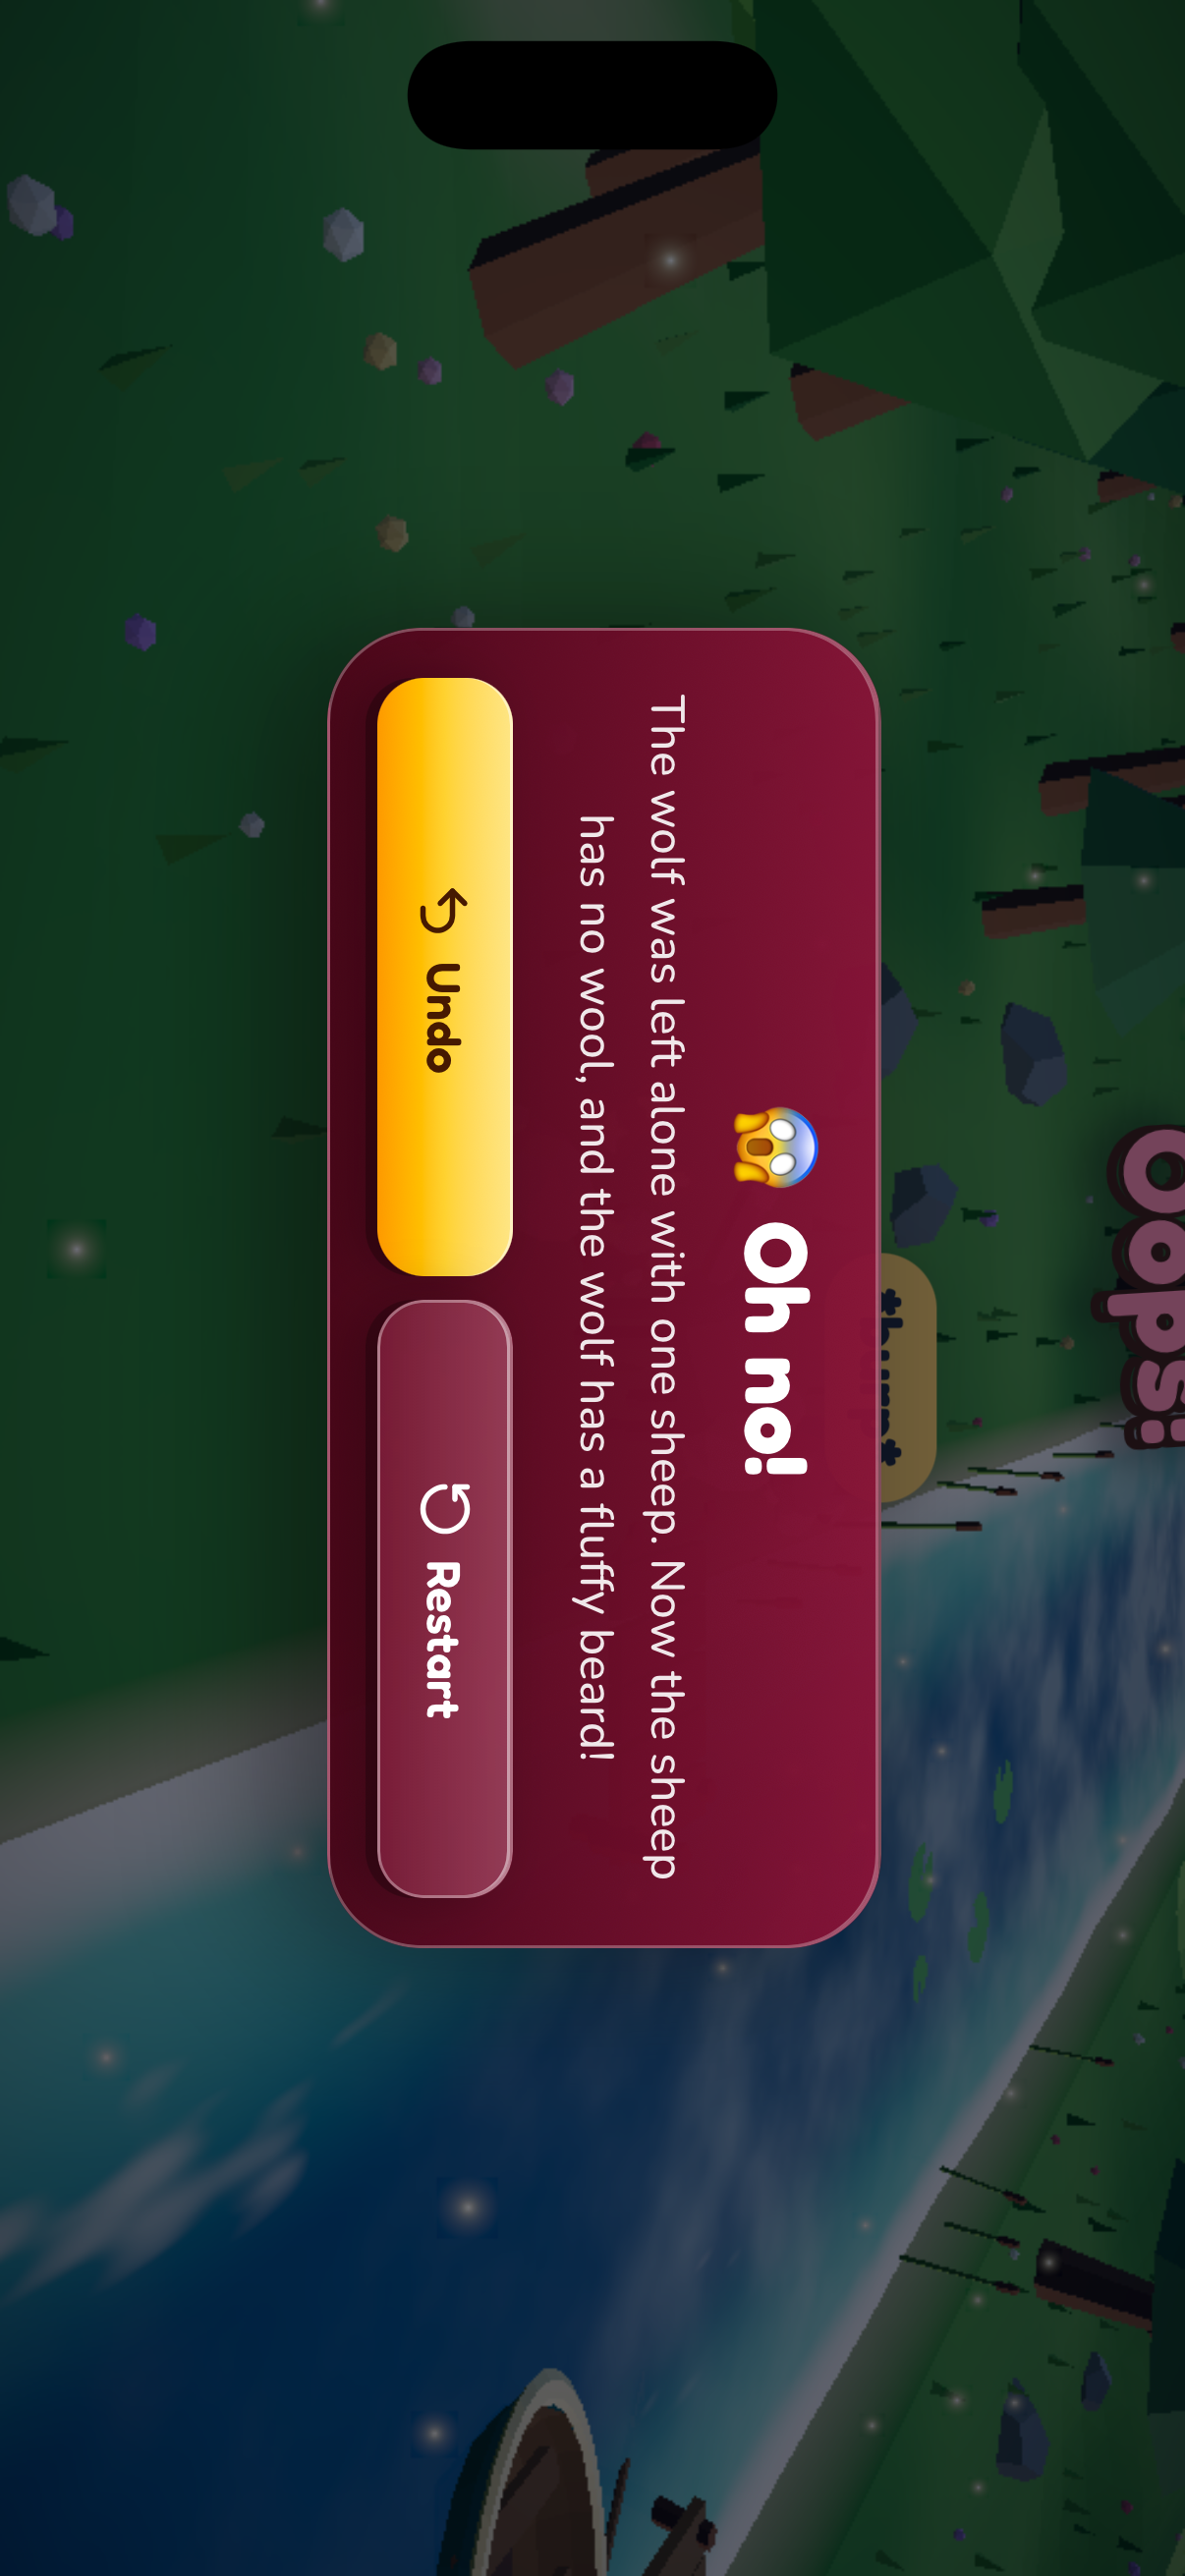 Oops!
*bump*
😱 Oh no!
The wolf was left alone with one sheep. Now the sheep
has no wool, and the wolf has a fluffy beard!
Undo
Restart